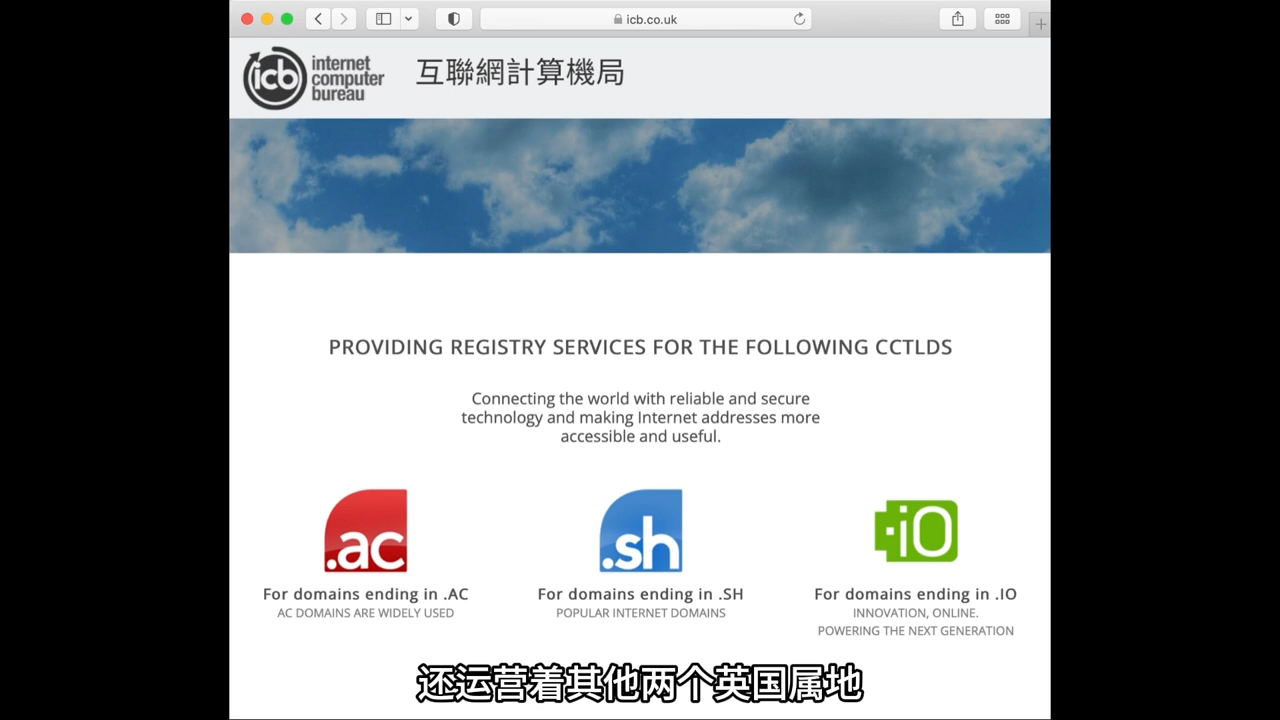 icb.co.uk
icb
internet
computer
bureau
互聯網計算機局
PROVIDING REGISTRY SERVICES FOR THE FOLLOWING CCTLDS
Connecting the world with reliable and secure
technology and making Internet addresses more
accessible and useful.
.ac
.sh
.iO
For domains ending in .AC
AC DOMAINS ARE WIDELY USED
For domains ending in .SH
POPULAR INTERNET DOMAINS
For domains ending in .IO
INNOVATION, ONLINE.
POWERING THE NEXT GENERATION
还运营着其他两个英国属地